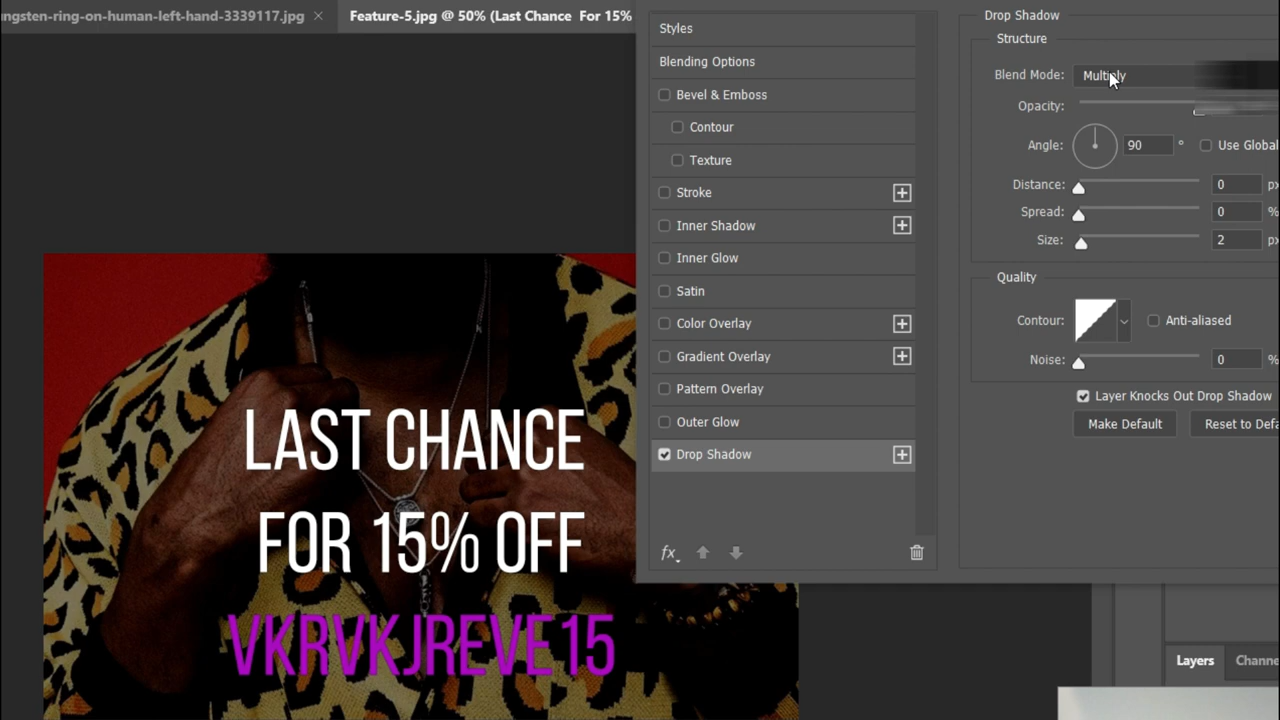 ngsten-ring-on-human-left-hand-3339117.jpg ×
Feature-5.jpg @ 50% (Last Chance For 15%
Styles
Blending Options
Bevel & Emboss
Contour
Texture
Stroke
Inner Shadow
Inner Glow
Satin
Color Overlay
Gradient Overlay
Pattern Overlay
Outer Glow
Drop Shadow
fx
Drop Shadow
Structure
Blend Mode: Multiply
Opacity:
Angle: 90 ° Use Global
Distance: 0 px
Spread: 0 %
Size: 2 px
Quality
Contour: Anti-aliased
Noise: 0 %
Layer Knocks Out Drop Shadow
Make Default Reset to Defa
LAST CHANCE
FOR 15% OFF
VKRVKJREVE15
Layers Channe